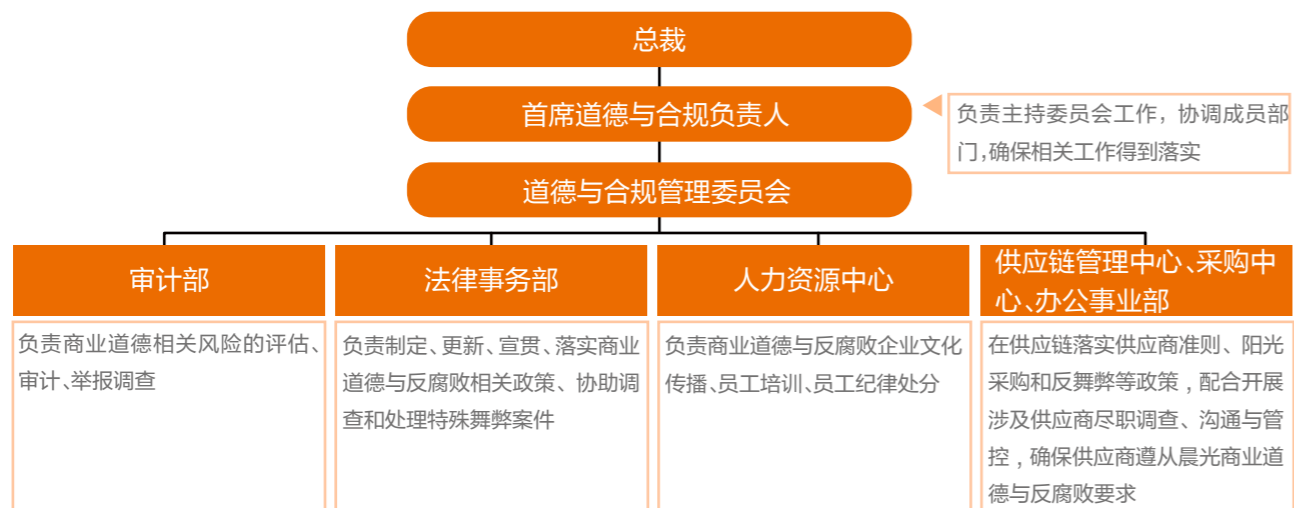 总裁
首席道德与合规负责人
负责主持委员会工作，协调成员部
门,确保相关工作得到落实
道德与合规管理委员会
审计部
负责商业道德相关风险的评估、
审计、举报调查
法律事务部
负责制定、更新、宣贯、落实商业
道德与反腐败相关政策、协助调
查和处理特殊舞弊案件
人力资源中心
负责商业道德与反腐败企业文化
传播、员工培训、员工纪律处分
供应链管理中心、采购中
心、办公事业部
在供应链落实供应商准则、阳光
采购和反舞弊等政策，配合开展
涉及供应商尽职调查、沟通与管
控，确保供应商遵从晨光商业道
德与反腐败要求